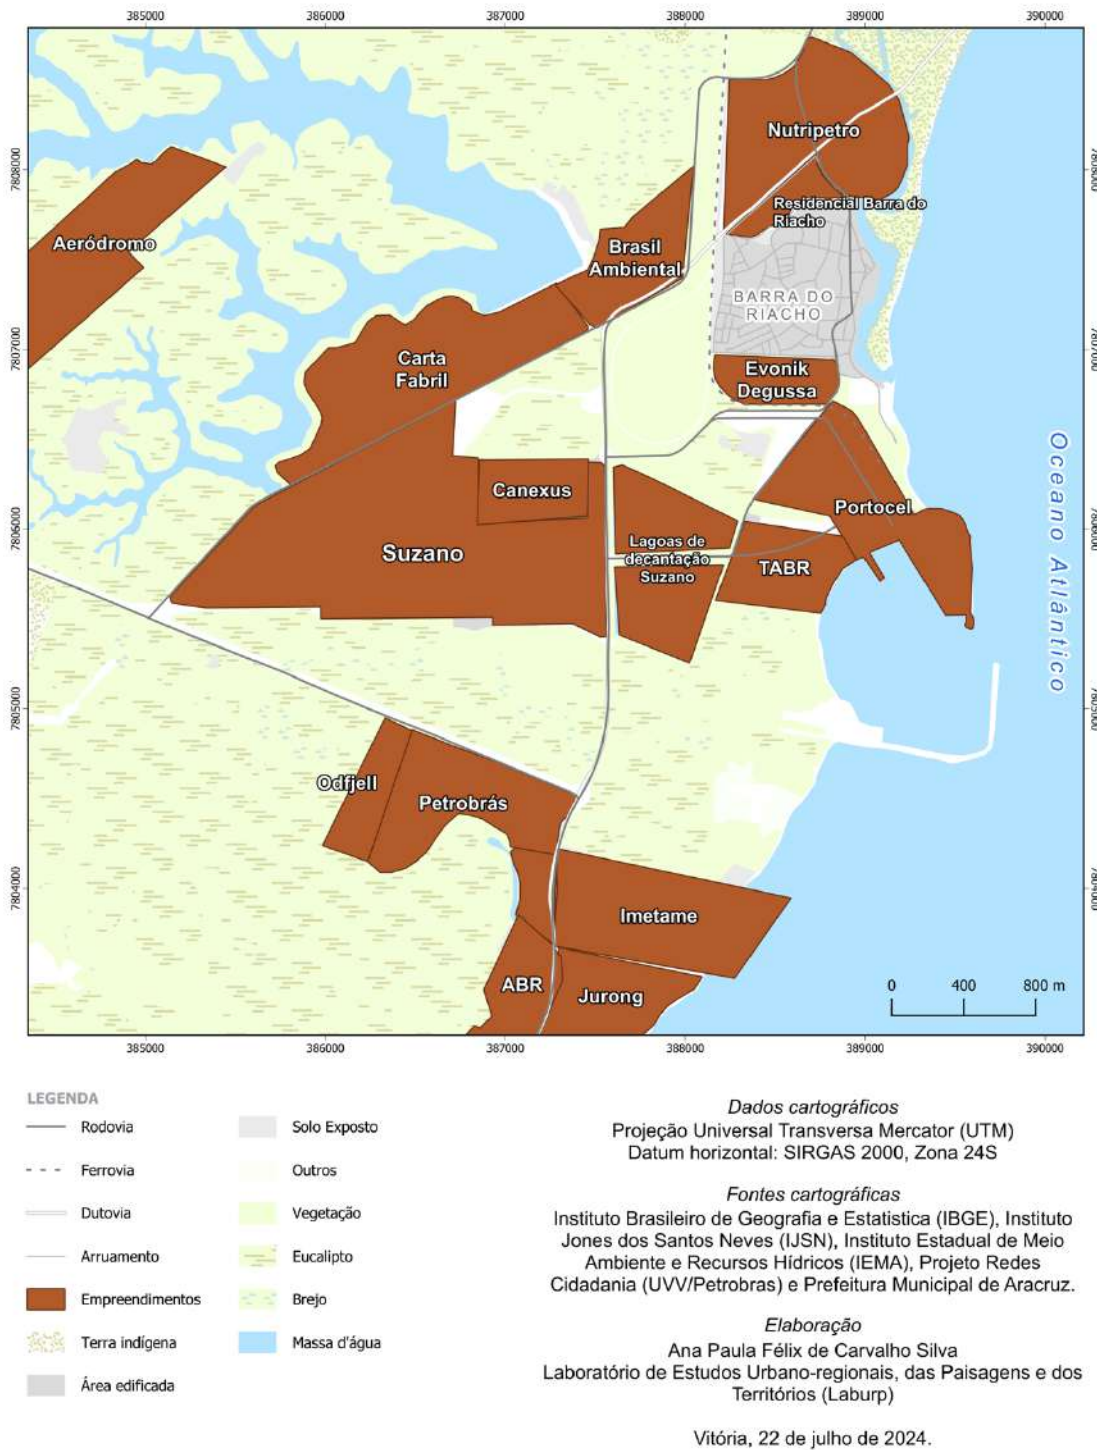 385000
386000
387000
388000
389000
390000
7808000
7808000
Nutripetro
Aeródromo
Residencial Barra do
Riacho
Brasil
Ambiental
BARRA DO
RIACHO
7807000
7807000
Carta
Fabril
Evonik
Degussa
Oceano Atlântico
Canexus
Portocel
7806000
7806000
Suzano
Lagoas de
decantação
Suzano
TABR
7805000
7805000
Odfjell
Petrobrás
7804000
7804000
Imetame
ABR
Jurong
0 400 800 m
385000
386000
387000
388000
389000
390000
LEGENDA
Rodovia
Ferrovia
Dutovia
Arruamento
Empreendimentos
Terra indígena
Área edificada
Solo Exposto
Outros
Vegetação
Eucalipto
Brejo
Massa d'água
Dados cartográficos
Projeção Universal Transversa Mercator (UTM)
Datum horizontal: SIRGAS 2000, Zona 24S
Fontes cartográficas
Instituto Brasileiro de Geografia e Estatistica (IBGE), Instituto
Jones dos Santos Neves (IJSN), Instituto Estadual de Meio
Ambiente e Recursos Hídricos (IEMA), Projeto Redes
Cidadania (UVV/Petrobras) e Prefeitura Municipal de Aracruz.
Elaboração
Ana Paula Félix de Carvalho Silva
Laboratório de Estudos Urbano-regionais, das Paisagens e dos
Territórios (Laburp)
Vitória, 22 de julho de 2024.